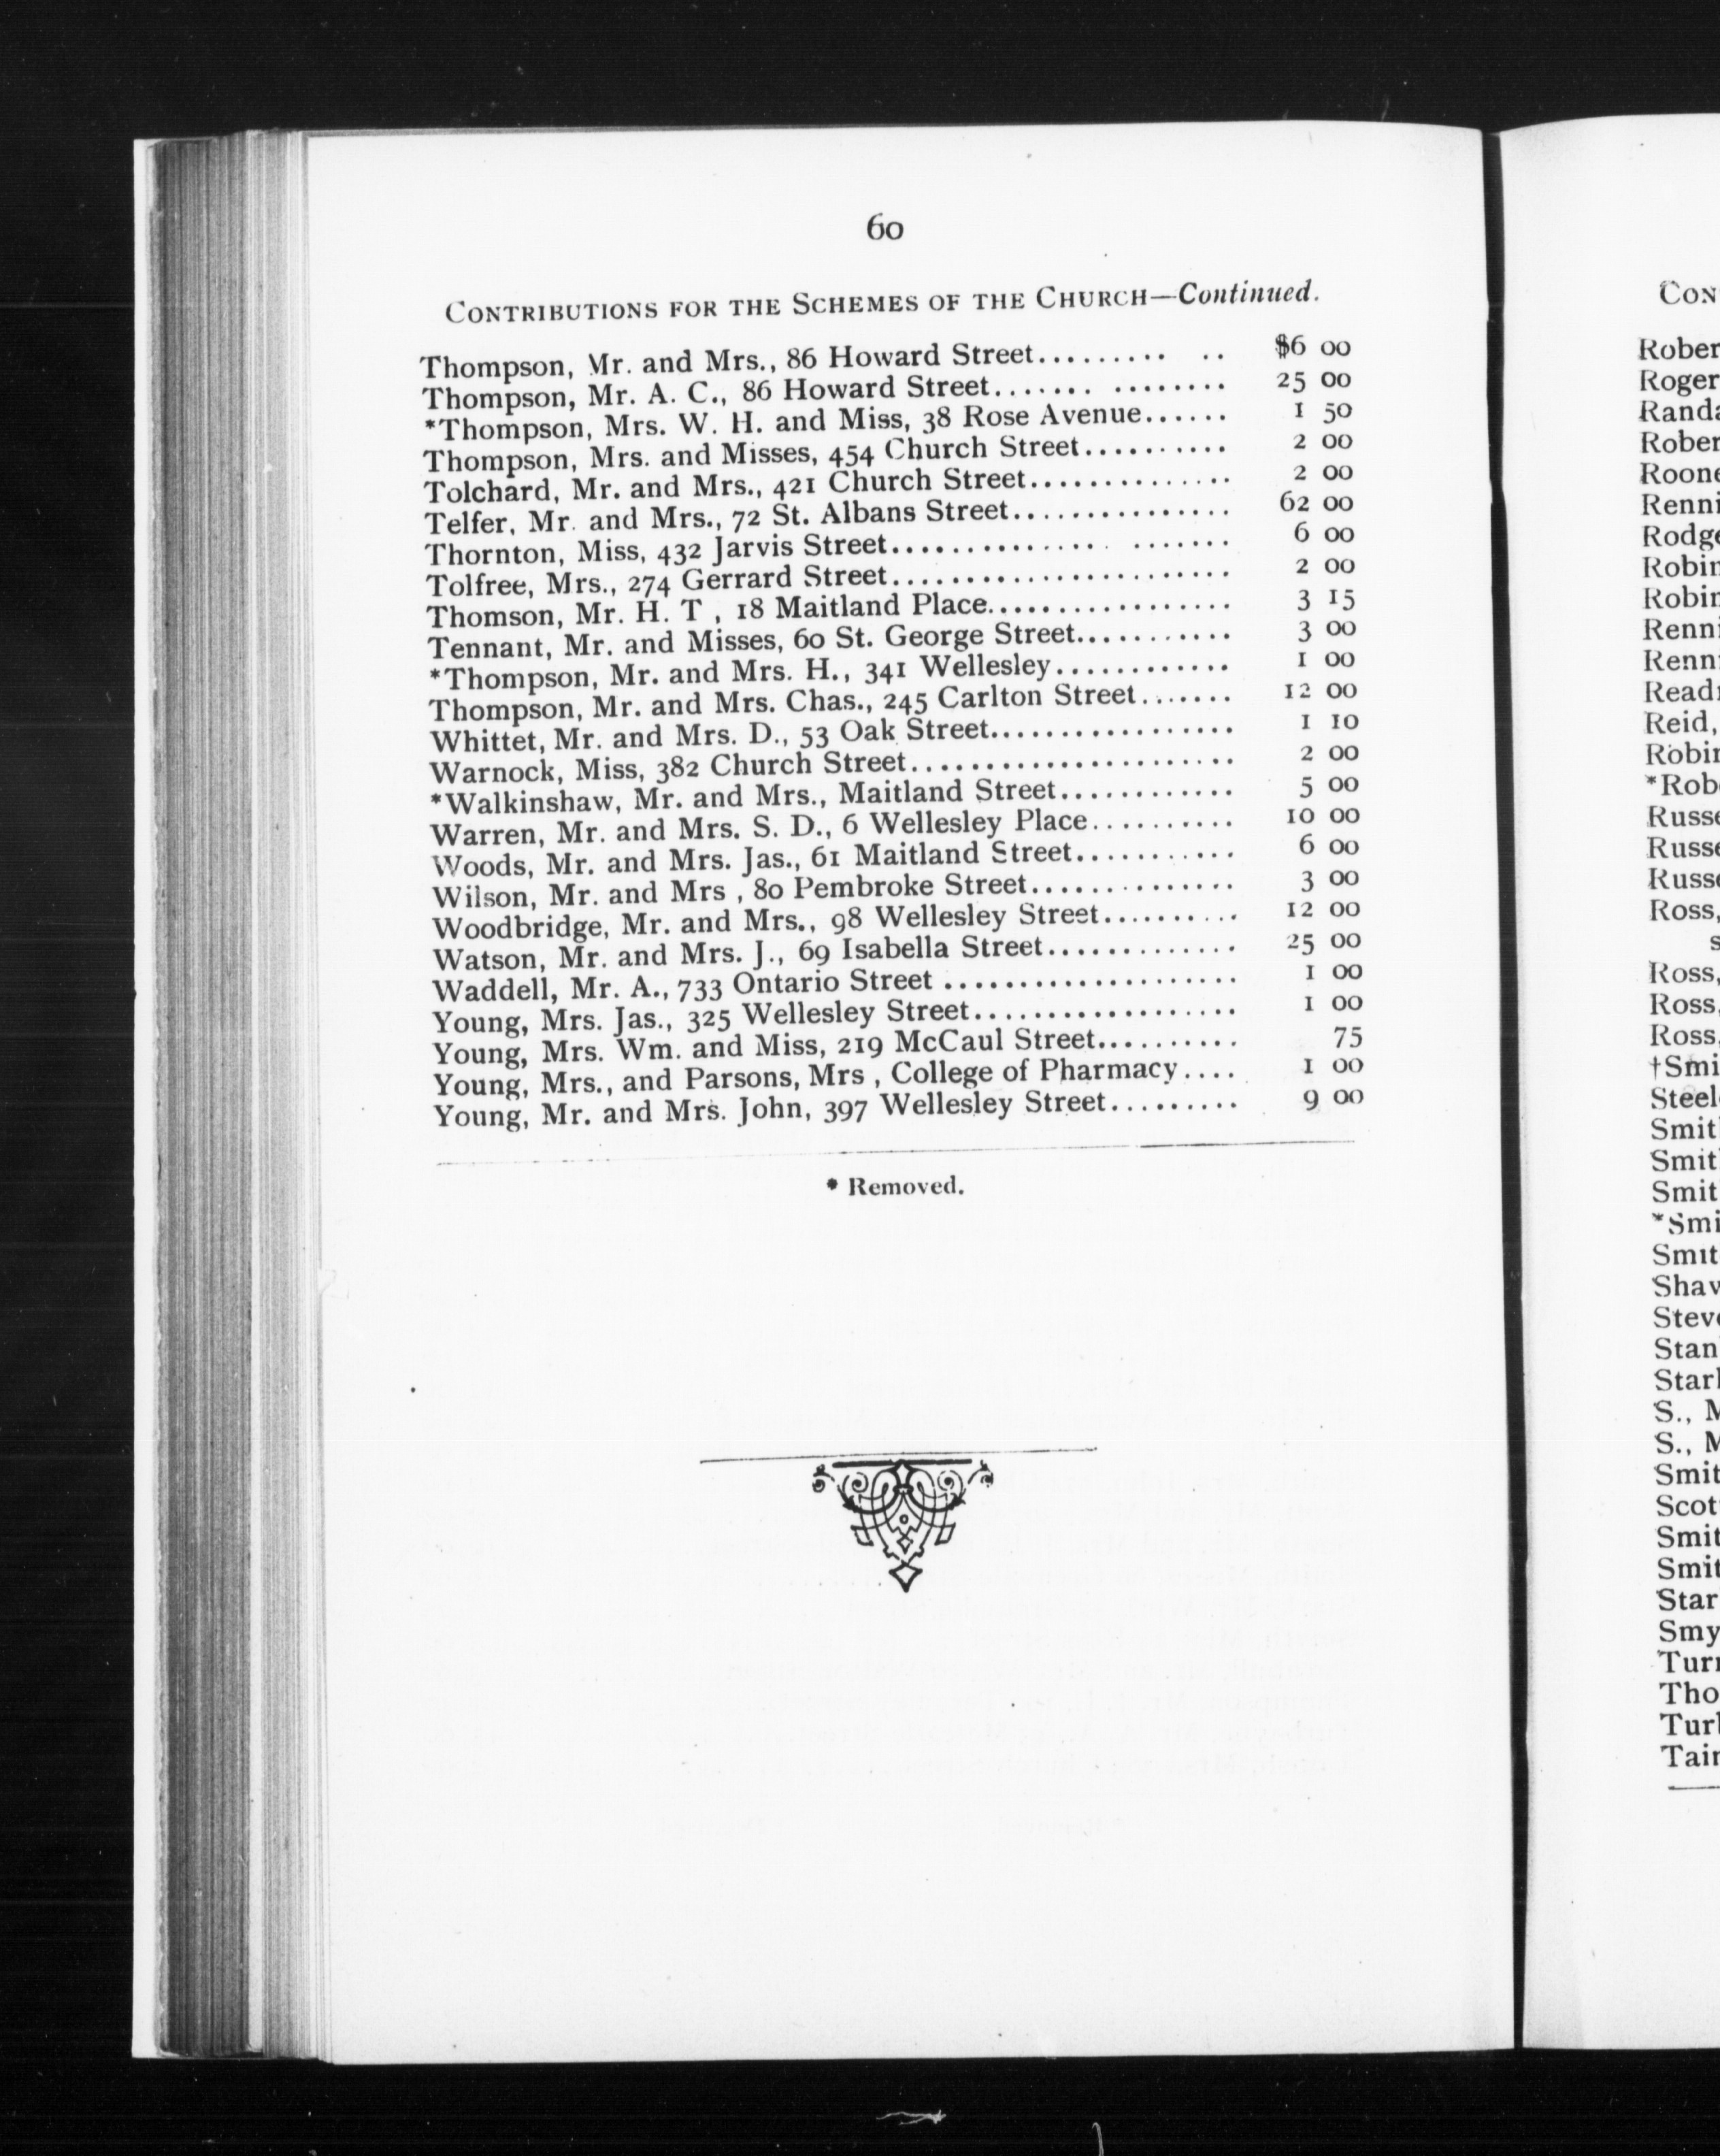 60
CONTRIBUTIONS FOR THE SCHEMES OF THE CHURCH—Continued.
Thompson, Mr. and Mrs., 86 Howard Street......... .. $6 00
Thompson, Mr. A. C., 86 Howard Street....... ........ 25 00
*Thompson, Mrs. W. H. and Miss, 38 Rose Avenue...... 1 50
Thompson, Mrs. and Misses, 454 Church Street.......... 2 00
Tolchard, Mr. and Mrs., 421 Church Street.............. 2 00
Telfer, Mr. and Mrs., 72 St. Albans Street............... 62 00
Thornton, Miss, 432 Jarvis Street............... ....... 6 00
Tolfree, Mrs., 274 Gerrard Street....................... 2 00
Thomson, Mr. H. T , 18 Maitland Place................. 3 15
Tennant, Mr. and Misses, 60 St. George Street........... 3 00
*Thompson, Mr. and Mrs. H., 341 Wellesley............ 1 00
Thompson, Mr. and Mrs. Chas., 245 Carlton Street....... 12 00
Whittet, Mr. and Mrs. D., 53 Oak Street................. 1 10
Warnock, Miss, 382 Church Street...................... 2 00
*Walkinshaw, Mr. and Mrs., Maitland Street............ 5 00
Warren, Mr. and Mrs. S. D., 6 Wellesley Place.......... 10 00
Woods, Mr. and Mrs. Jas., 61 Maitland Street........... 6 00
Wilson, Mr. and Mrs , 80 Pembroke Street.............. 3 00
Woodbridge, Mr. and Mrs., 98 Wellesley Street.......... 12 00
Watson, Mr. and Mrs. J., 69 Isabella Street............. 25 00
Waddell, Mr. A., 733 Ontario Street .................... 1 00
Young, Mrs. Jas., 325 Wellesley Street.................. 1 00
Young, Mrs. Wm. and Miss, 219 McCaul Street.......... 75
Young, Mrs., and Parsons, Mrs , College of Pharmacy.... 1 00
Young, Mr. and Mrs. John, 397 Wellesley Street......... 9 00
* Removed.
Reid,
Ross,
Ross,
Ross,
Ross,